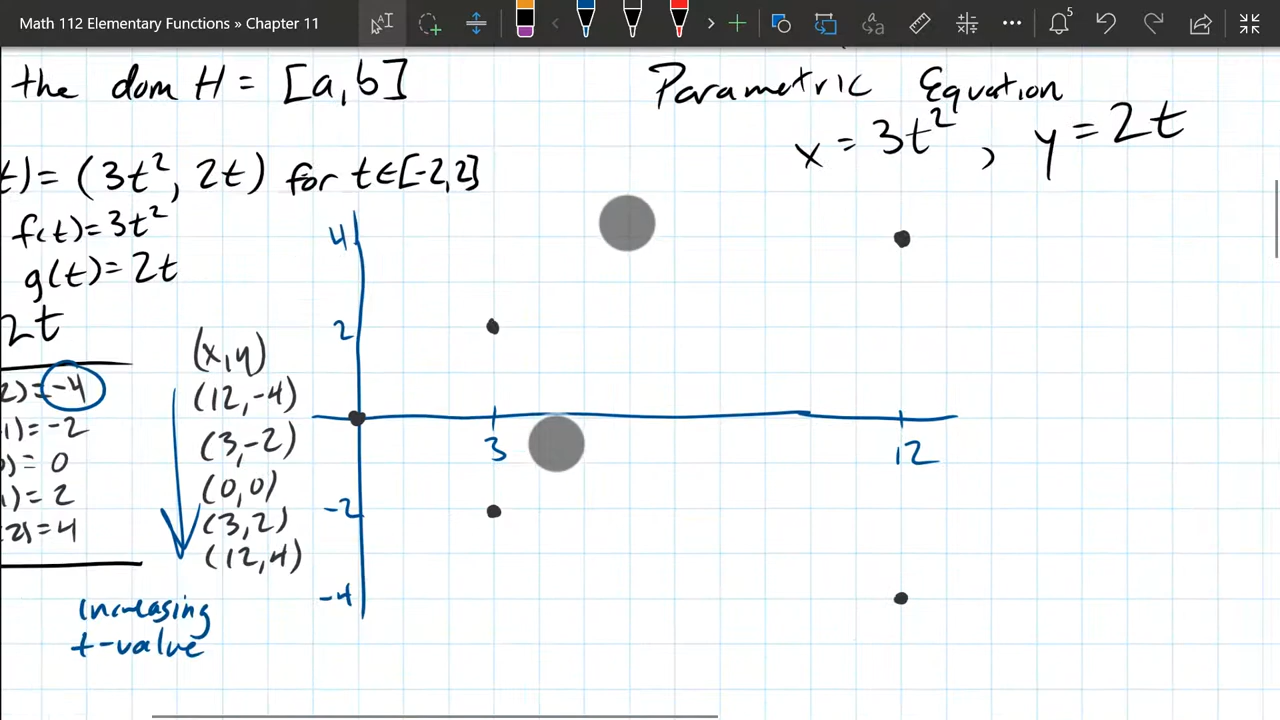 Math 112 Elementary Functions » Chapter 11
5
the dom H = [a,b]
Parametric Equation
x = 3t², y = 2t
t) = (3t², 2t) for t∈[-2,2]
f(t)=3t²
g(t)=2t
2t
(x,y)
2)=-4
(12,-4)
1)=-2
(3,-2)
)=0
(0,0)
1)=2
(3,2)
2)=4
(12,4)
increasing
t-value
4
2
-2
-4
3
12